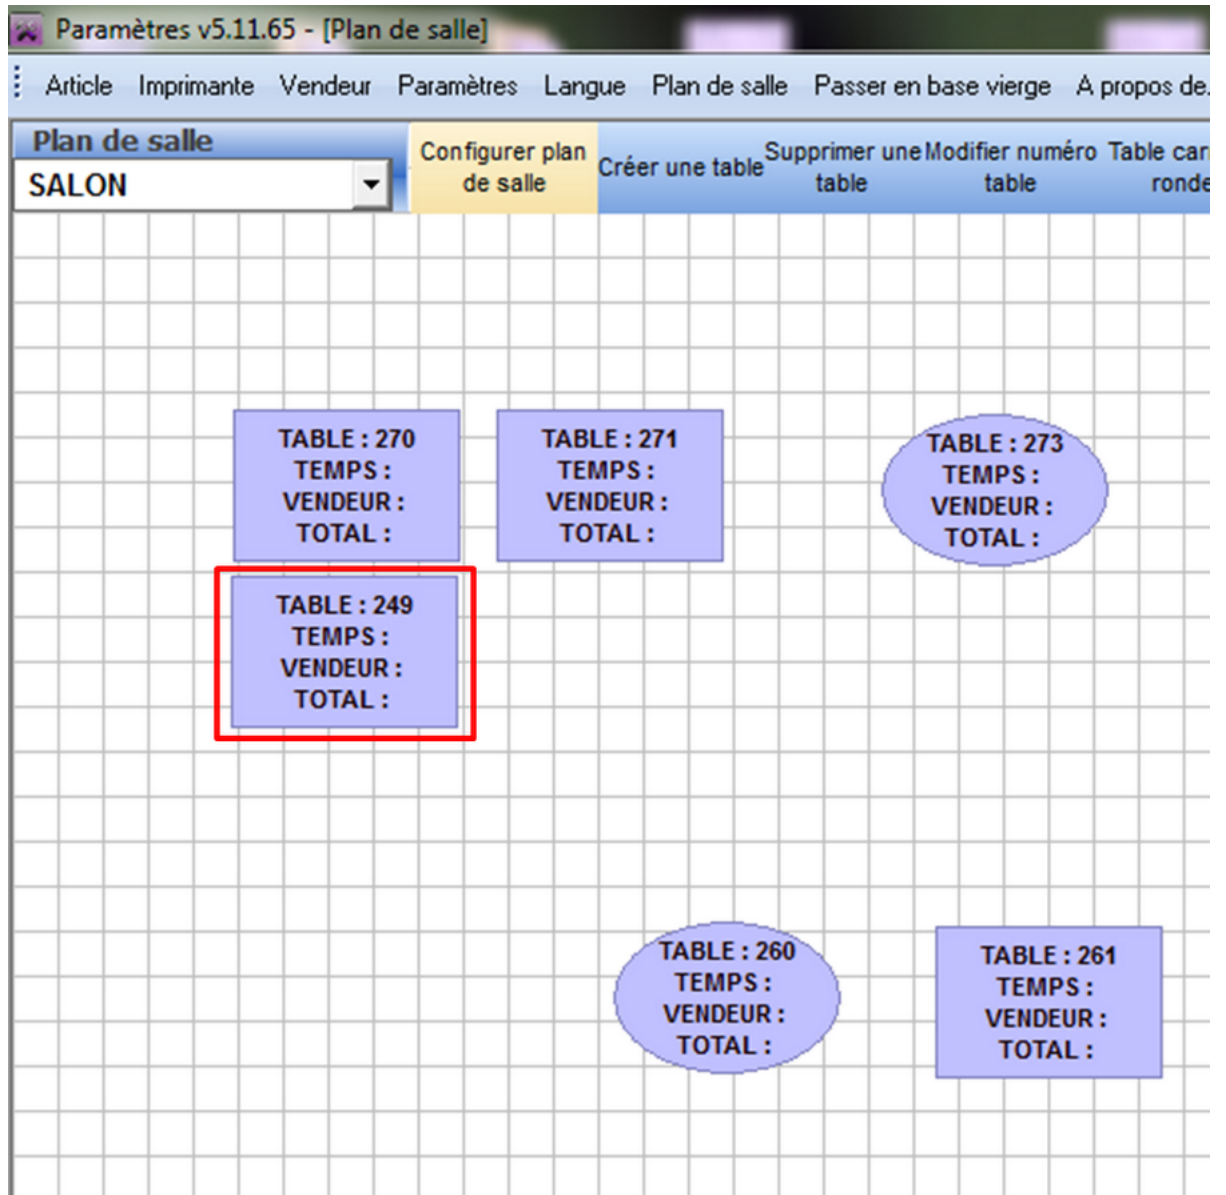 Paramètres v5.11.65 - [Plan de salle]
Article Imprimante Vendeur Paramètres Langue Plan de salle Passer en base vierge A propos de.
Plan de salle
SALON
Configurer plan
de salle
Créer une table
Supprimer une
table
Modifier numéro
table
Table car
ronde
TABLE : 270
TEMPS :
VENDEUR :
TOTAL :
TABLE : 271
TEMPS :
VENDEUR :
TOTAL :
TABLE : 273
TEMPS :
VENDEUR :
TOTAL :
TABLE : 249
TEMPS :
VENDEUR :
TOTAL :
TABLE : 260
TEMPS :
VENDEUR :
TOTAL :
TABLE : 261
TEMPS :
VENDEUR :
TOTAL :